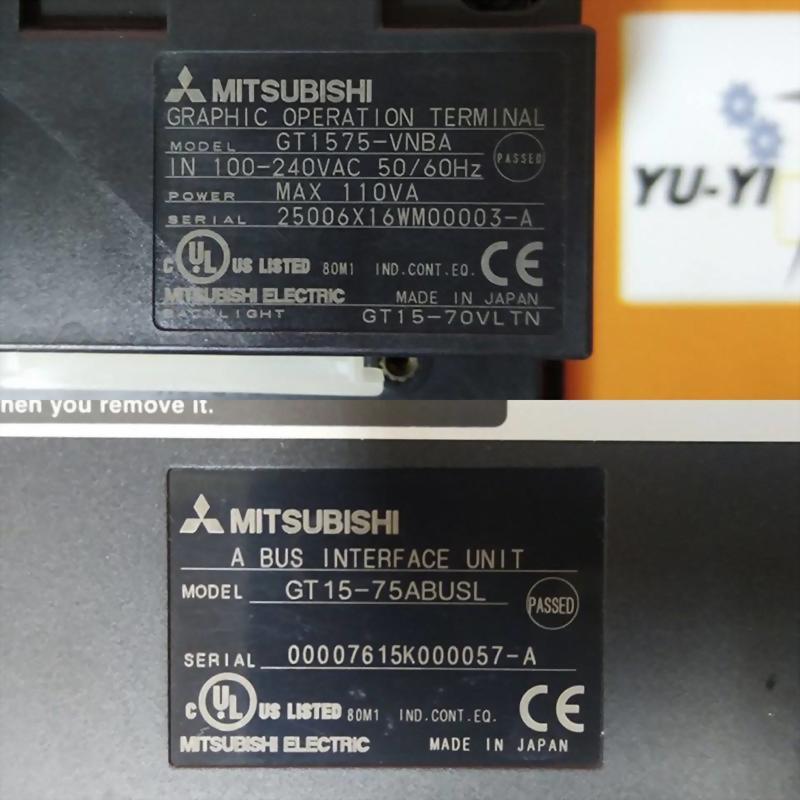 MITSUBISHI
GRAPHIC OPERATION TERMINAL
MODEL GT1575-VNBA
PASSED
IN 100-240VAC 50/60Hz
POWER MAX 110VA
SERIAL 25006X16WM00003-A
C UL US LISTED 80M1 IND.CONT.EQ. CE
MITSUBISHI ELECTRIC MADE IN JAPAN
BACKLIGHT GT15-70VLTN
YU-YI
hen you remove it.
MITSUBISHI
A BUS INTERFACE UNIT
MODEL GT15-75ABUSL
PASSED
SERIAL 00007615K000057-A
C UL US LISTED 80M1 IND.CONT.EQ. CE
MITSUBISHI ELECTRIC MADE IN JAPAN